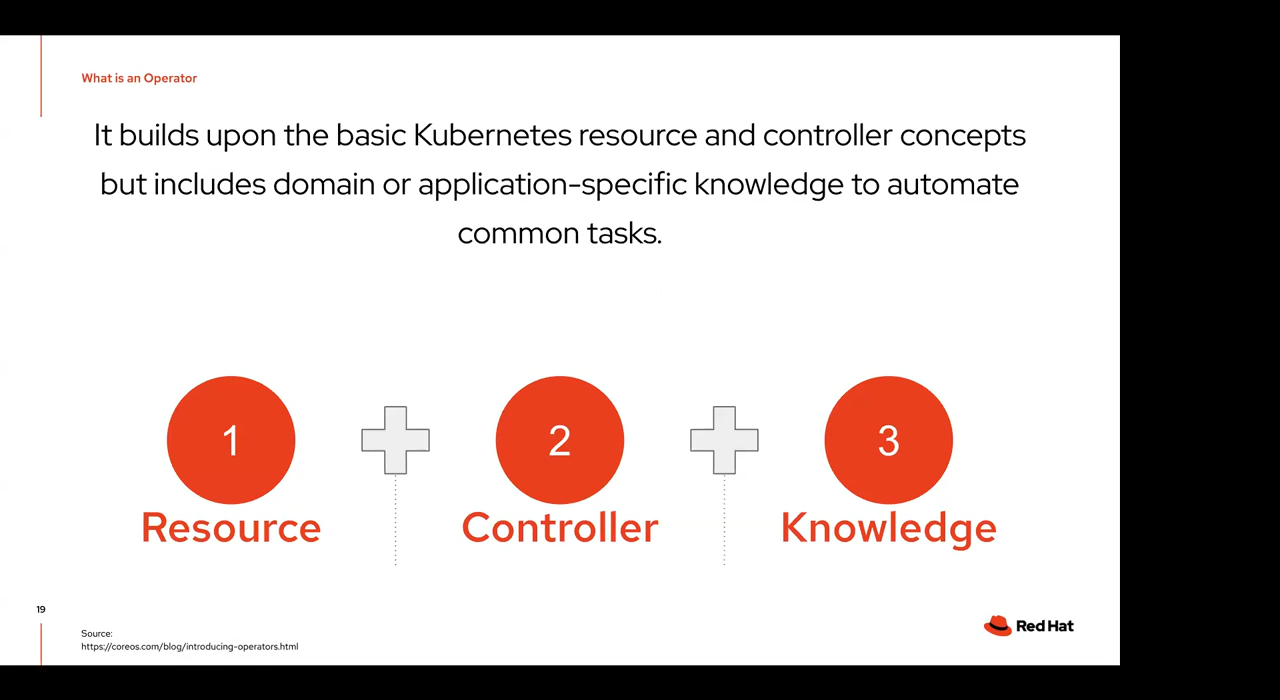 What is an Operator
It builds upon the basic Kubernetes resource and controller concepts
but includes domain or application-specific knowledge to automate
common tasks.
1
2
3
Resource
Controller
Knowledge
19
Source:
https://coreos.com/blog/introducing-operators.html
Red Hat